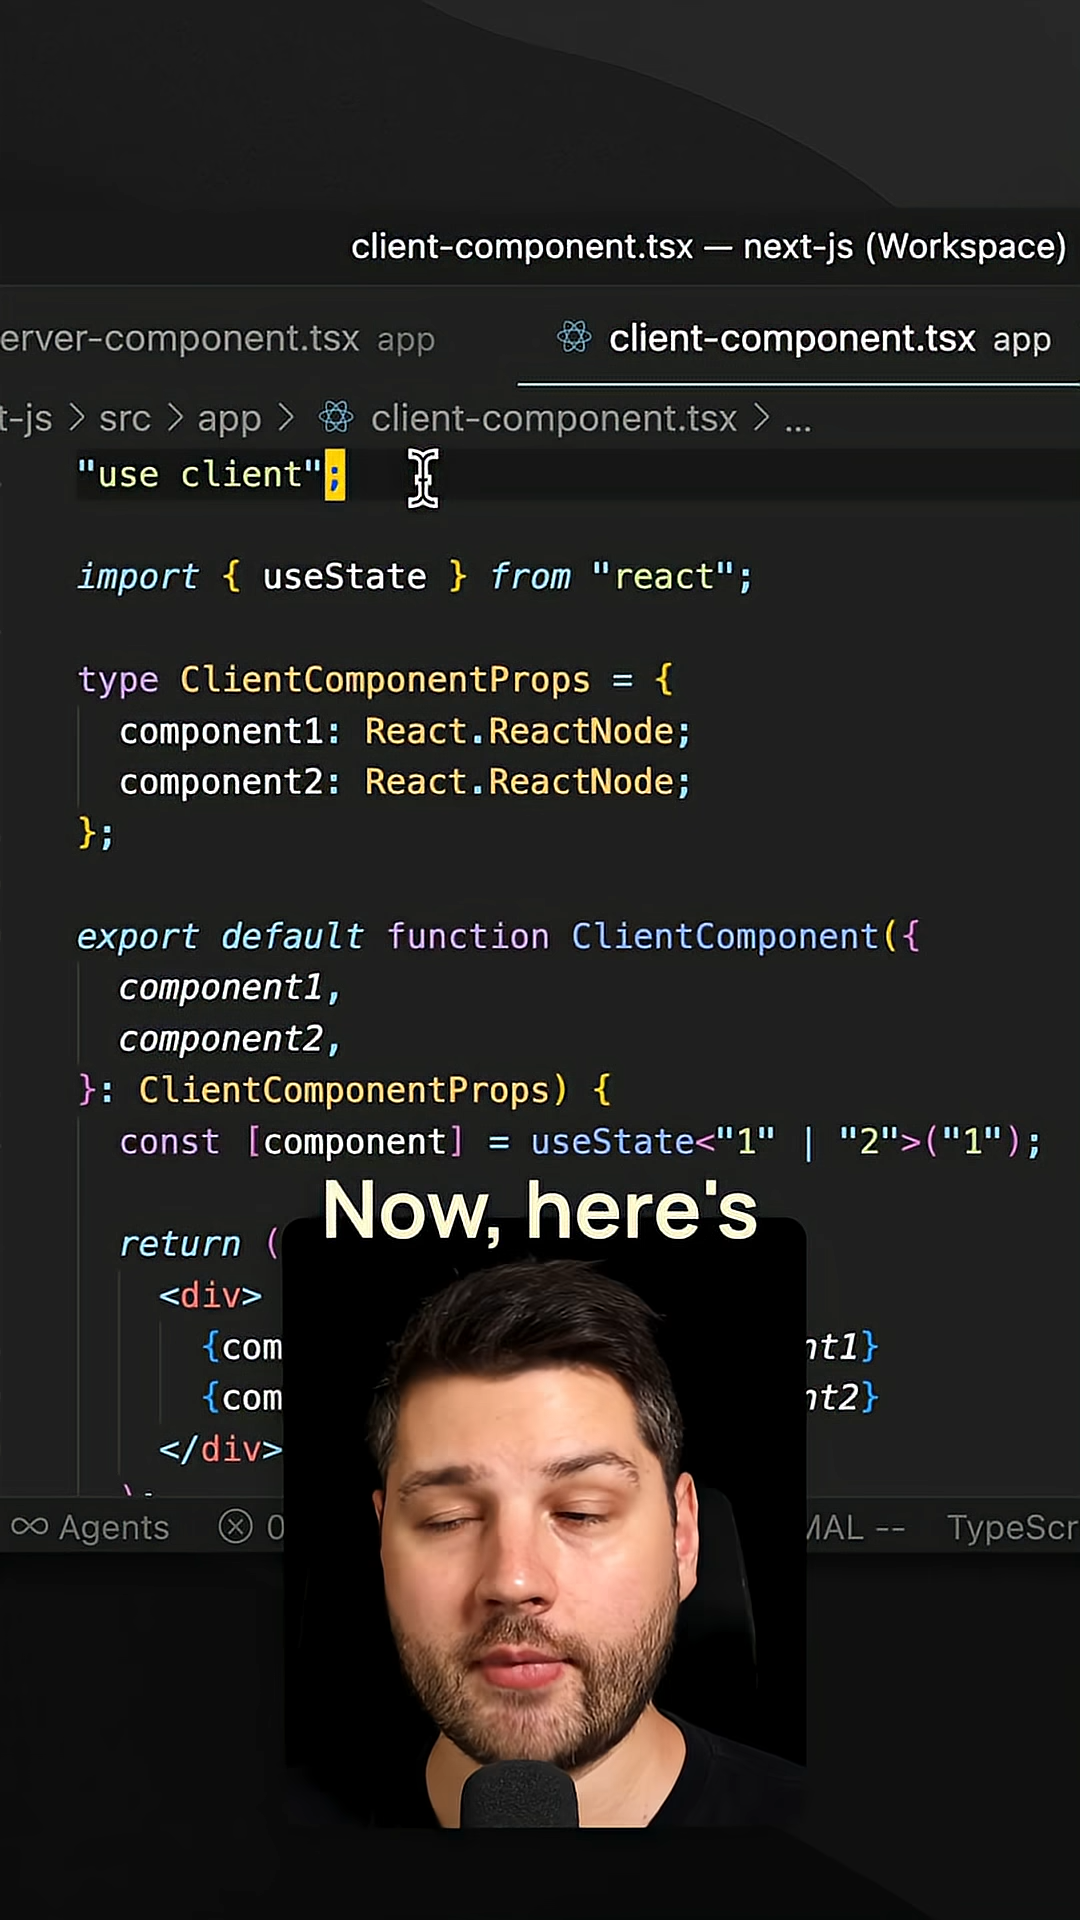 client-component.tsx — next-js (Workspace)
erver-component.tsx app
client-component.tsx app
t-js > src > app > client-component.tsx > ...
"use client";
import { useState } from "react";
type ClientComponentProps = {
component1: React.ReactNode;
component2: React.ReactNode;
};
export default function ClientComponent({
component1,
component2,
}: ClientComponentProps) {
const [component] = useState<"1" | "2">("1");
Now, here's
return (
<div>
{com nt1}
{com nt2}
</div>
Agents 0 MAL -- TypeScr